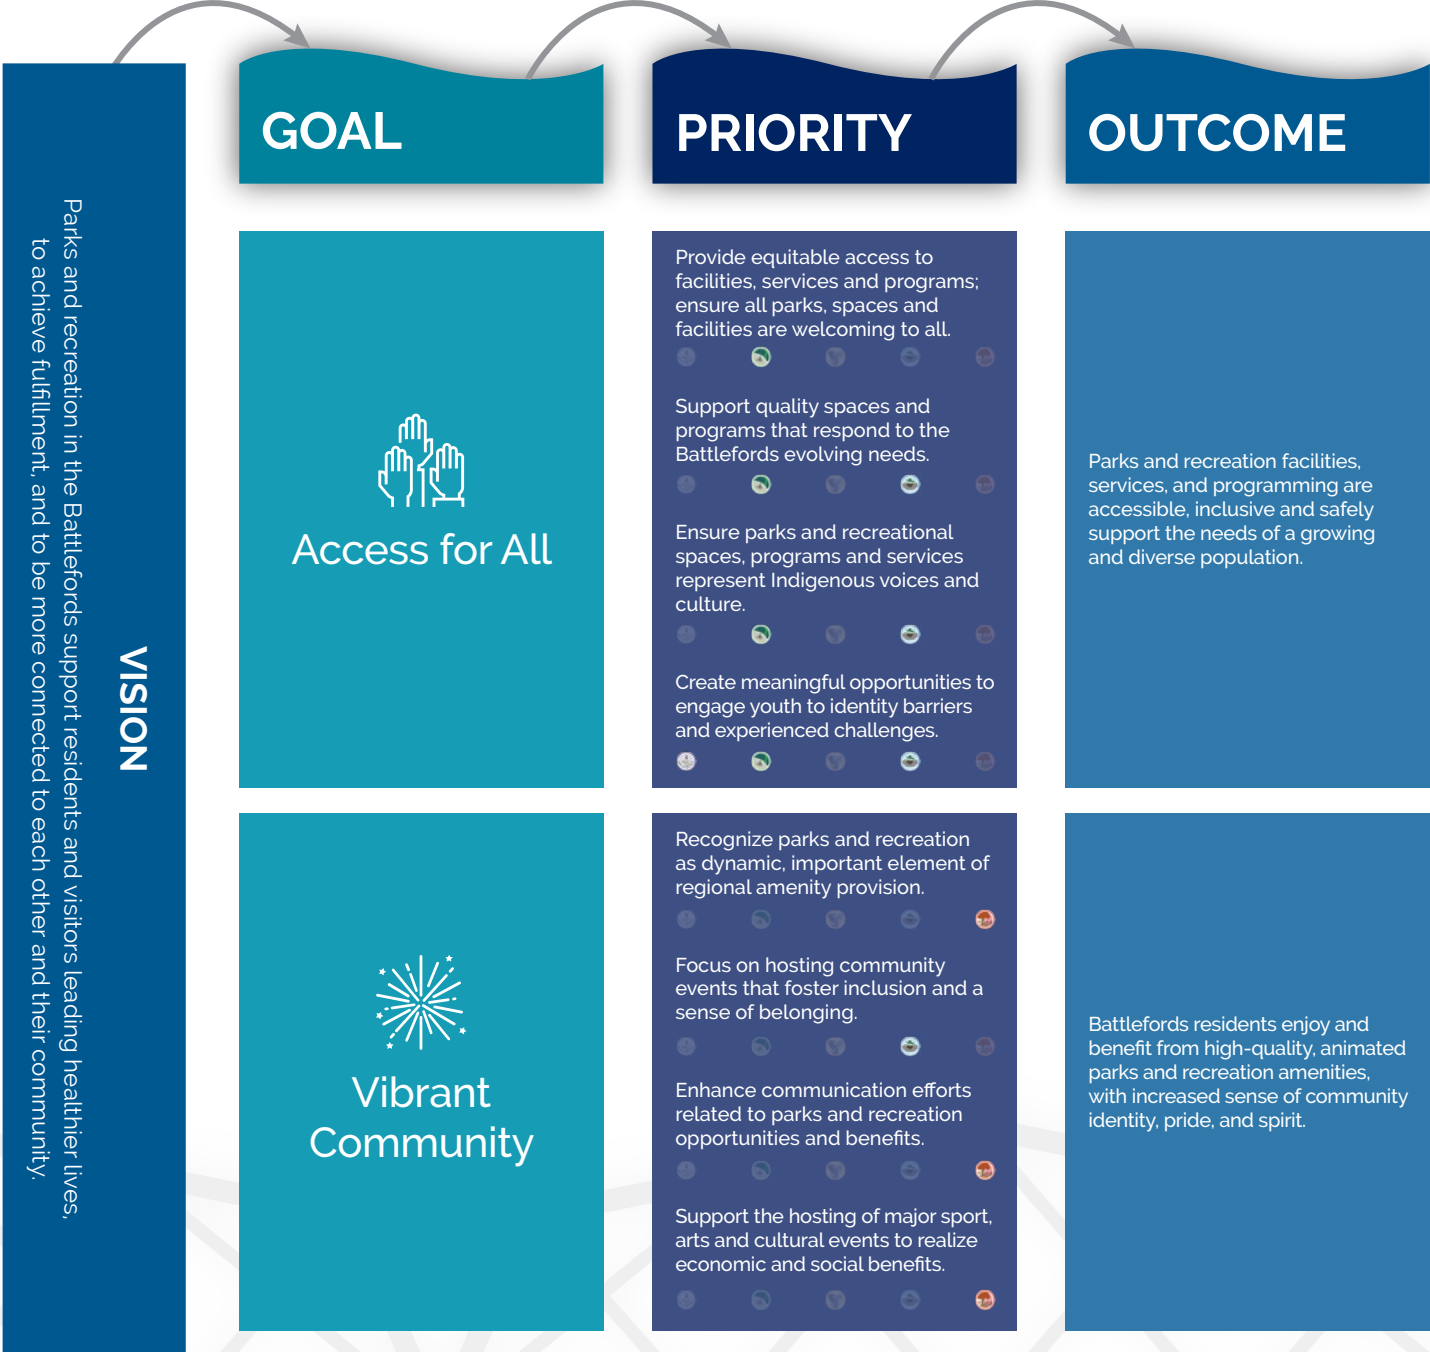 GOAL
PRIORITY
OUTCOME
VISION
Parks and recreation in the Battlefords support residents and visitors leading healthier lives,
to achieve fulfillment, and to be more connected to each other and their community.
Access for All
Provide equitable access to
facilities, services and programs;
ensure all parks, spaces and
facilities are welcoming to all.
Support quality spaces and
programs that respond to the
Battlefords evolving needs.
Ensure parks and recreational
spaces, programs and services
represent Indigenous voices and
culture.
Create meaningful opportunities to
engage youth to identity barriers
and experienced challenges.
Parks and recreation facilities,
services, and programming are
accessible, inclusive and safely
support the needs of a growing
and diverse population.
Vibrant
Community
Recognize parks and recreation
as dynamic, important element of
regional amenity provision.
Focus on hosting community
events that foster inclusion and a
sense of belonging.
Enhance communication efforts
related to parks and recreation
opportunities and benefits.
Support the hosting of major sport,
arts and cultural events to realize
economic and social benefits.
Battlefords residents enjoy and
benefit from high-quality, animated
parks and recreation amenities,
with increased sense of community
identity, pride, and spirit.